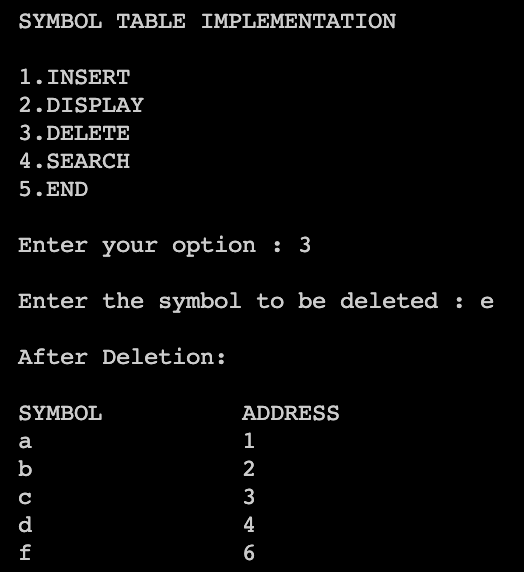 SYMBOL TABLE IMPLEMENTATION
1.INSERT
2.DISPLAY
3.DELETE
4.SEARCH
5.END
Enter your option : 3
Enter the symbol to be deleted : e
After Deletion:
SYMBOL ADDRESS
a 1
b 2
c 3
d 4
f 6